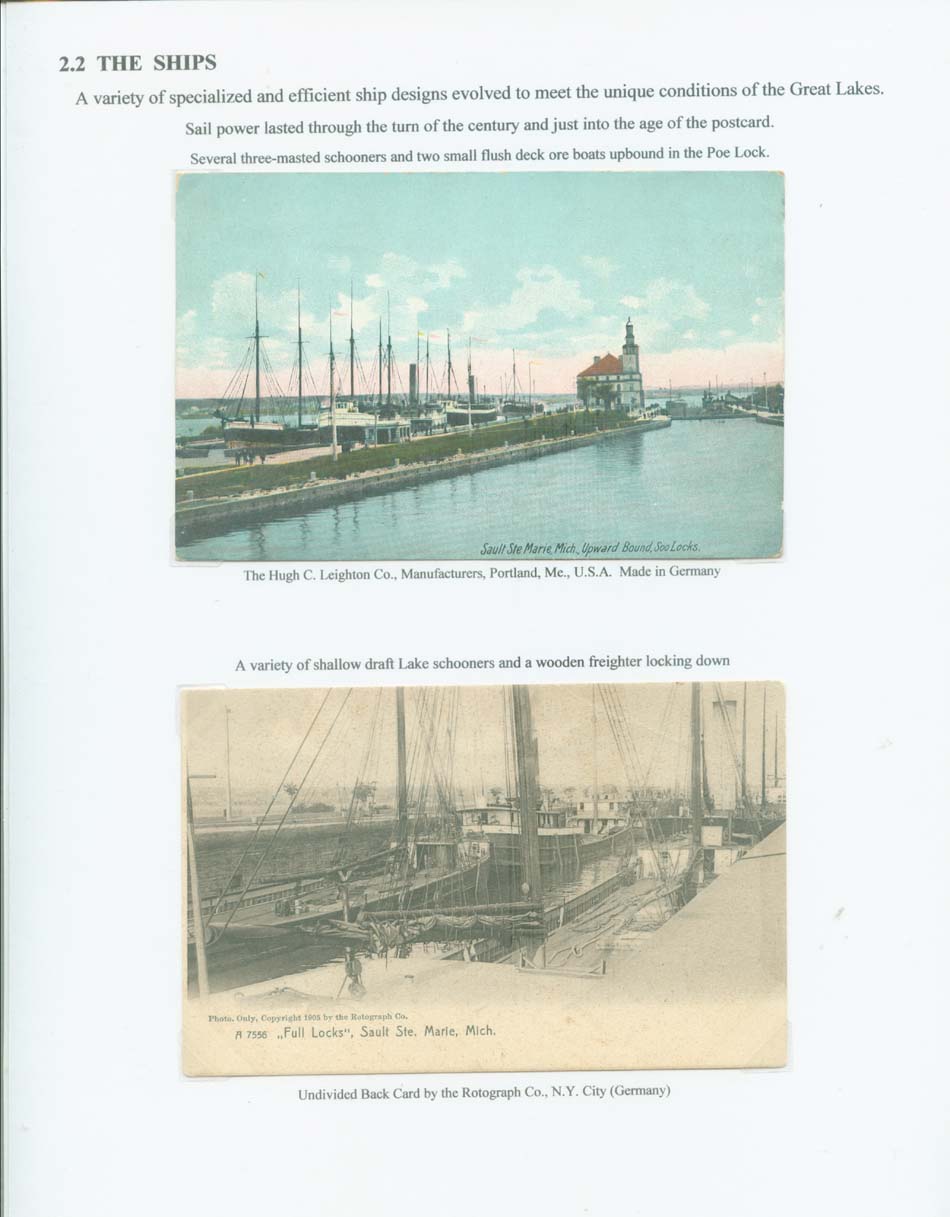 2.2 THE SHIPS
A variety of specialized and efficient ship designs evolved to meet the unique conditions of the Great Lakes.
Sail power lasted through the turn of the century and just into the age of the postcard.
Several three-masted schooners and two small flush deck ore boats upbound in the Poe Lock.
Sault Ste Marie, Mich., Upward Bound, Soo Locks.
The Hugh C. Leighton Co., Manufacturers, Portland, Me., U.S.A. Made in Germany
A variety of shallow draft Lake schooners and a wooden freighter locking down
Photo. Only, Copyright 1905 by the Rotograph Co.
A 7556 „Full Locks", Sault Ste. Marie, Mich.
Undivided Back Card by the Rotograph Co., N.Y. City (Germany)